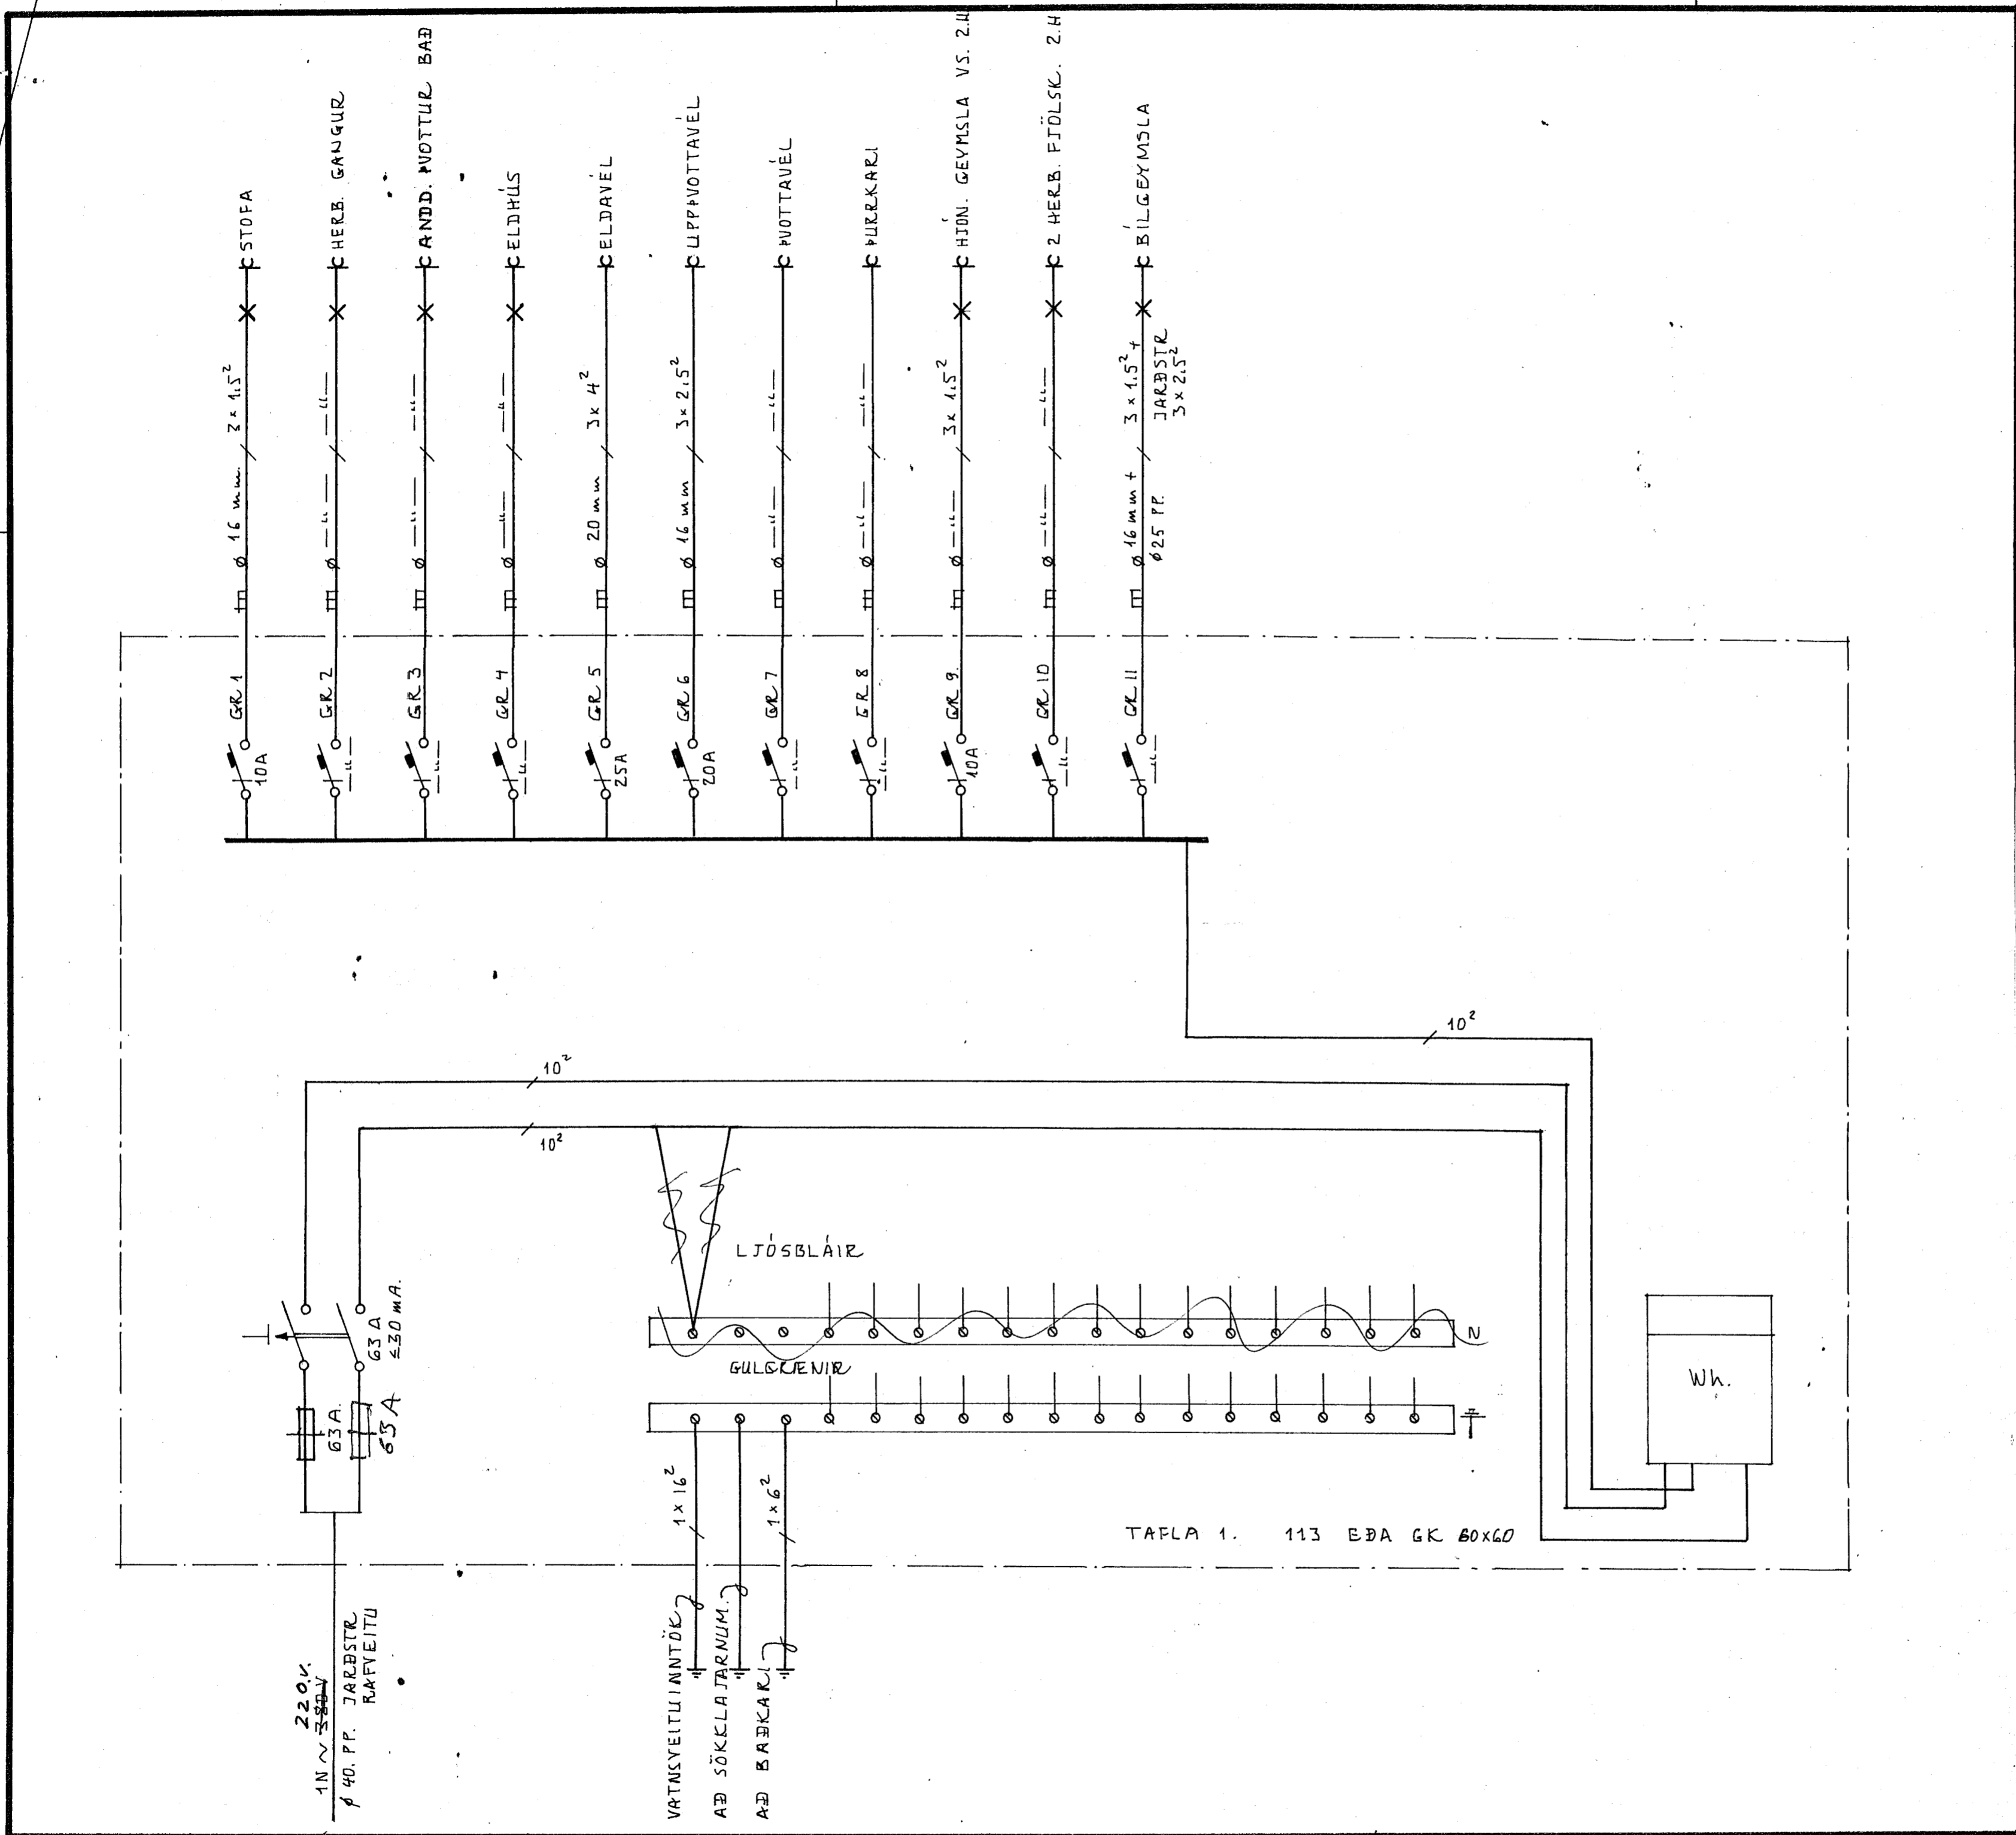 STOFA
HERB. GANGUR
ANDD. ÞVOTTUR BAÐ
ELDHÚS
ELDAVÉL
UPPÞVOTTAVÉL
ÞVOTTAVÉL
ÞURRKARI
HJÓN. GEYMSLA VS. 2.H
2 HERB. FJÖLSK. 2.H
BÍLGEYMSLA
ø 16 mm. 3 x 1,5²
ø —"— —"—
ø —"— —"—
ø —"— —"—
ø 20 mm 3 x 4²
ø 16 mm 3 x 2.5²
ø —"— —"—
ø —"— —"—
ø —"— 3 x 1.5²
ø —"— —"—
ø 16 mm + 3 x 1.5² +
ø 25 PP. JARÐSTR
3 x 2.5²
GR 1
GR 2
GR 3
GR 4
GR 5
GR 6
GR 7
GR 8
GR 9.
GR 10
GR 11
10A
—"—
—"—
—"—
25A
20A
—"—
—"—
10A
—"—
—"—
10²
10²
10²
LJÓSBLÁIR
N
GULGRÆNIR
63A
≤30mA.
63A.
63A
Wh.
1 x 16²
1 x 6²
TAFLA 1. 113 EÐA GK 60x60
VATNSVEITUINNTÖK
AÐ SÖKKLAJARNUM.
AÐ BAÐKARI
220V.
1N ~ 380V
ø 40. PP. JARÐSTR
RAFVEITU